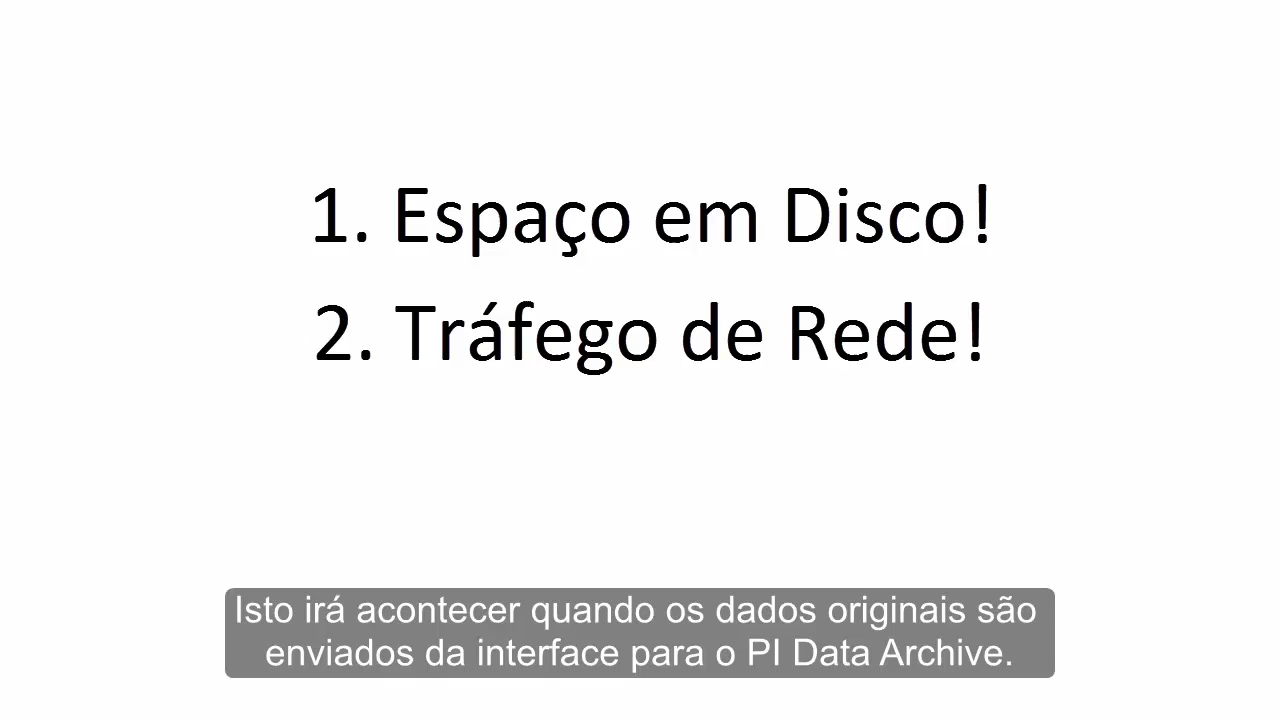 1. Espaço em Disco!
2. Tráfego de Rede!
Isto irá acontecer quando os dados originais são
enviados da interface para o PI Data Archive.